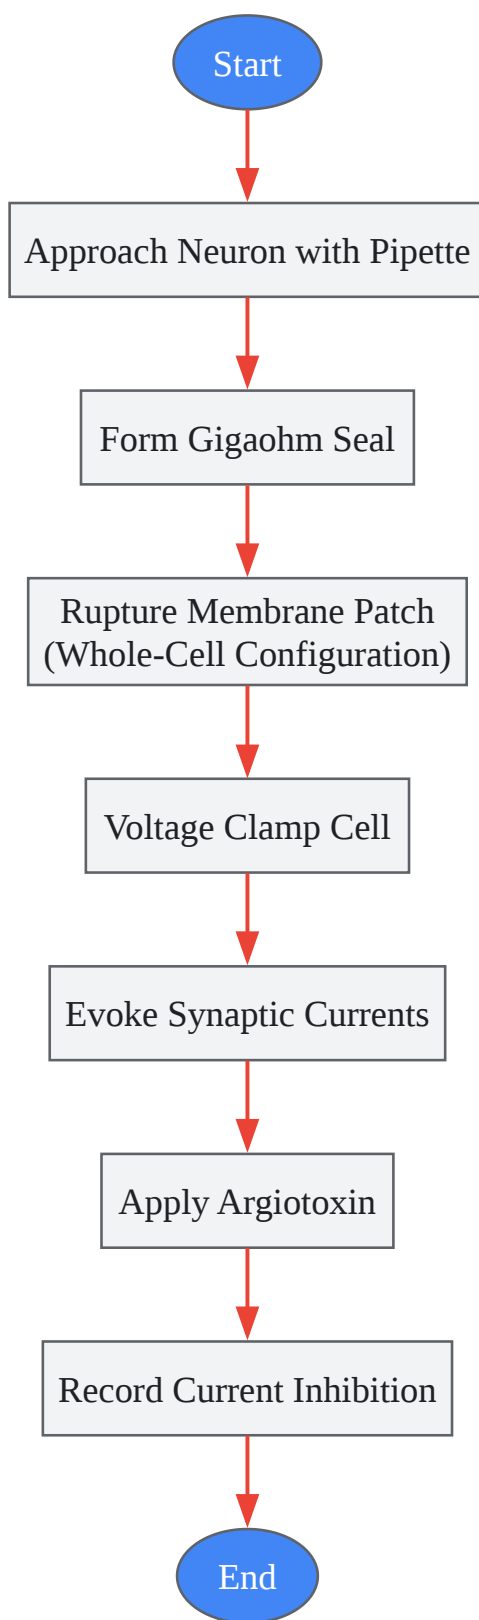 Start
Approach Neuron with Pipette
Form Gigaohm Seal
Rupture Membrane Patch
(Whole-Cell Configuration)
Voltage Clamp Cell
Evoke Synaptic Currents
Apply Argiotoxin
Record Current Inhibition
End